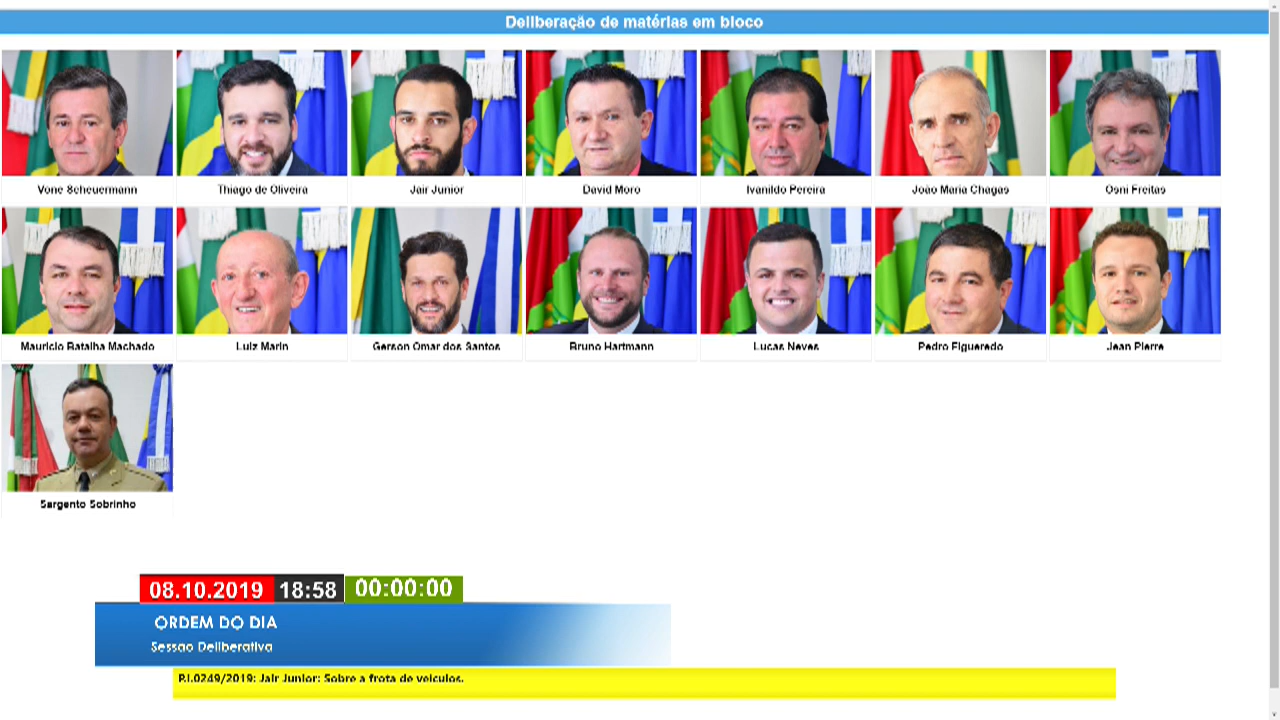 Deliberação de matérias em bloco
Vone Scheuermann
Thiago de Oliveira
Jair Junior
David Moro
Ivanildo Pereira
João Maria Chagas
Osni Freitas
Mauricio Batalha Machado
Luiz Marin
Gerson Omar dos Santos
Bruno Hartmann
Lucas Neves
Pedro Figueredo
Jean Pierre
Sargento Sobrinho
08.10.2019 18:58 00:00:00
ORDEM DO DIA
Sessao Deliberativa
P.I.0249/2019: Jair Junior: Sobre a frota de veiculos.